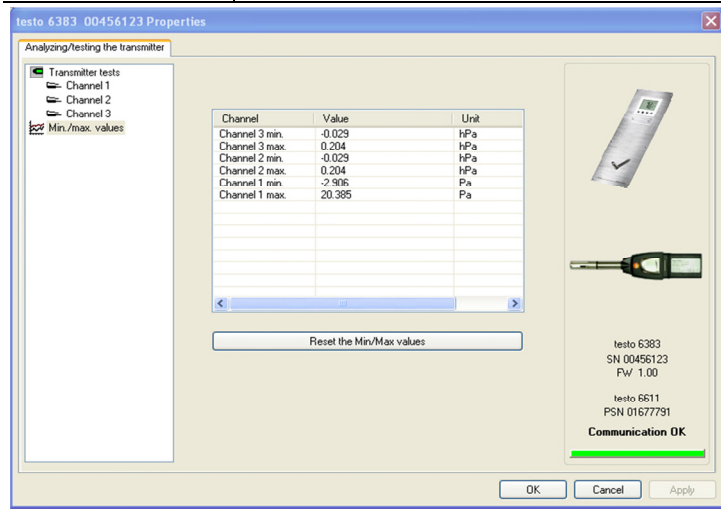 testo 6383 00456123 Properties
Analyzing/testing the transmitter
Transmitter tests
Channel 1
Channel 2
Channel 3
Min./max. values
Channel Value Unit
Channel 3 min. -0.029 hPa
Channel 3 max. 0.204 hPa
Channel 2 min. -0.029 hPa
Channel 2 max. 0.204 hPa
Channel 1 min. -2.906 Pa
Channel 1 max. 20.385 Pa
Reset the Min/Max values
testo 6383
SN 00456123
FW 1.00
testo 6611
PSN 01677791
Communication OK
OK Cancel Apply